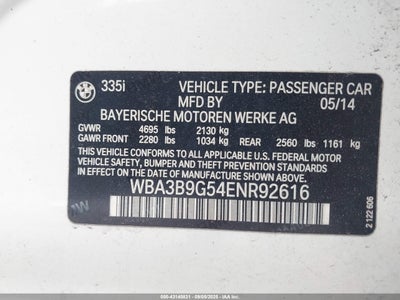 BMW
335i VEHICLE TYPE: PASSENGER CAR
MFD BY 05/14
BAYERISCHE MOTOREN WERKE AG
GVWR 4695 lbs 2130 kg
GAWR FRONT 2280 lbs 1034 kg REAR 2560 lbs 1161 kg
THIS VEHICLE CONFORMS TO ALL APPLICABLE
U.S. FEDERAL MOTOR VEHICLE
SAFETY, BUMPER AND THEFT PREVENTION STANDARDS
IN EFFECT ON THE DATE OF MANUFACTURE SHOWN ABOVE.
WBA3B9G54ENR92616
2 122 606